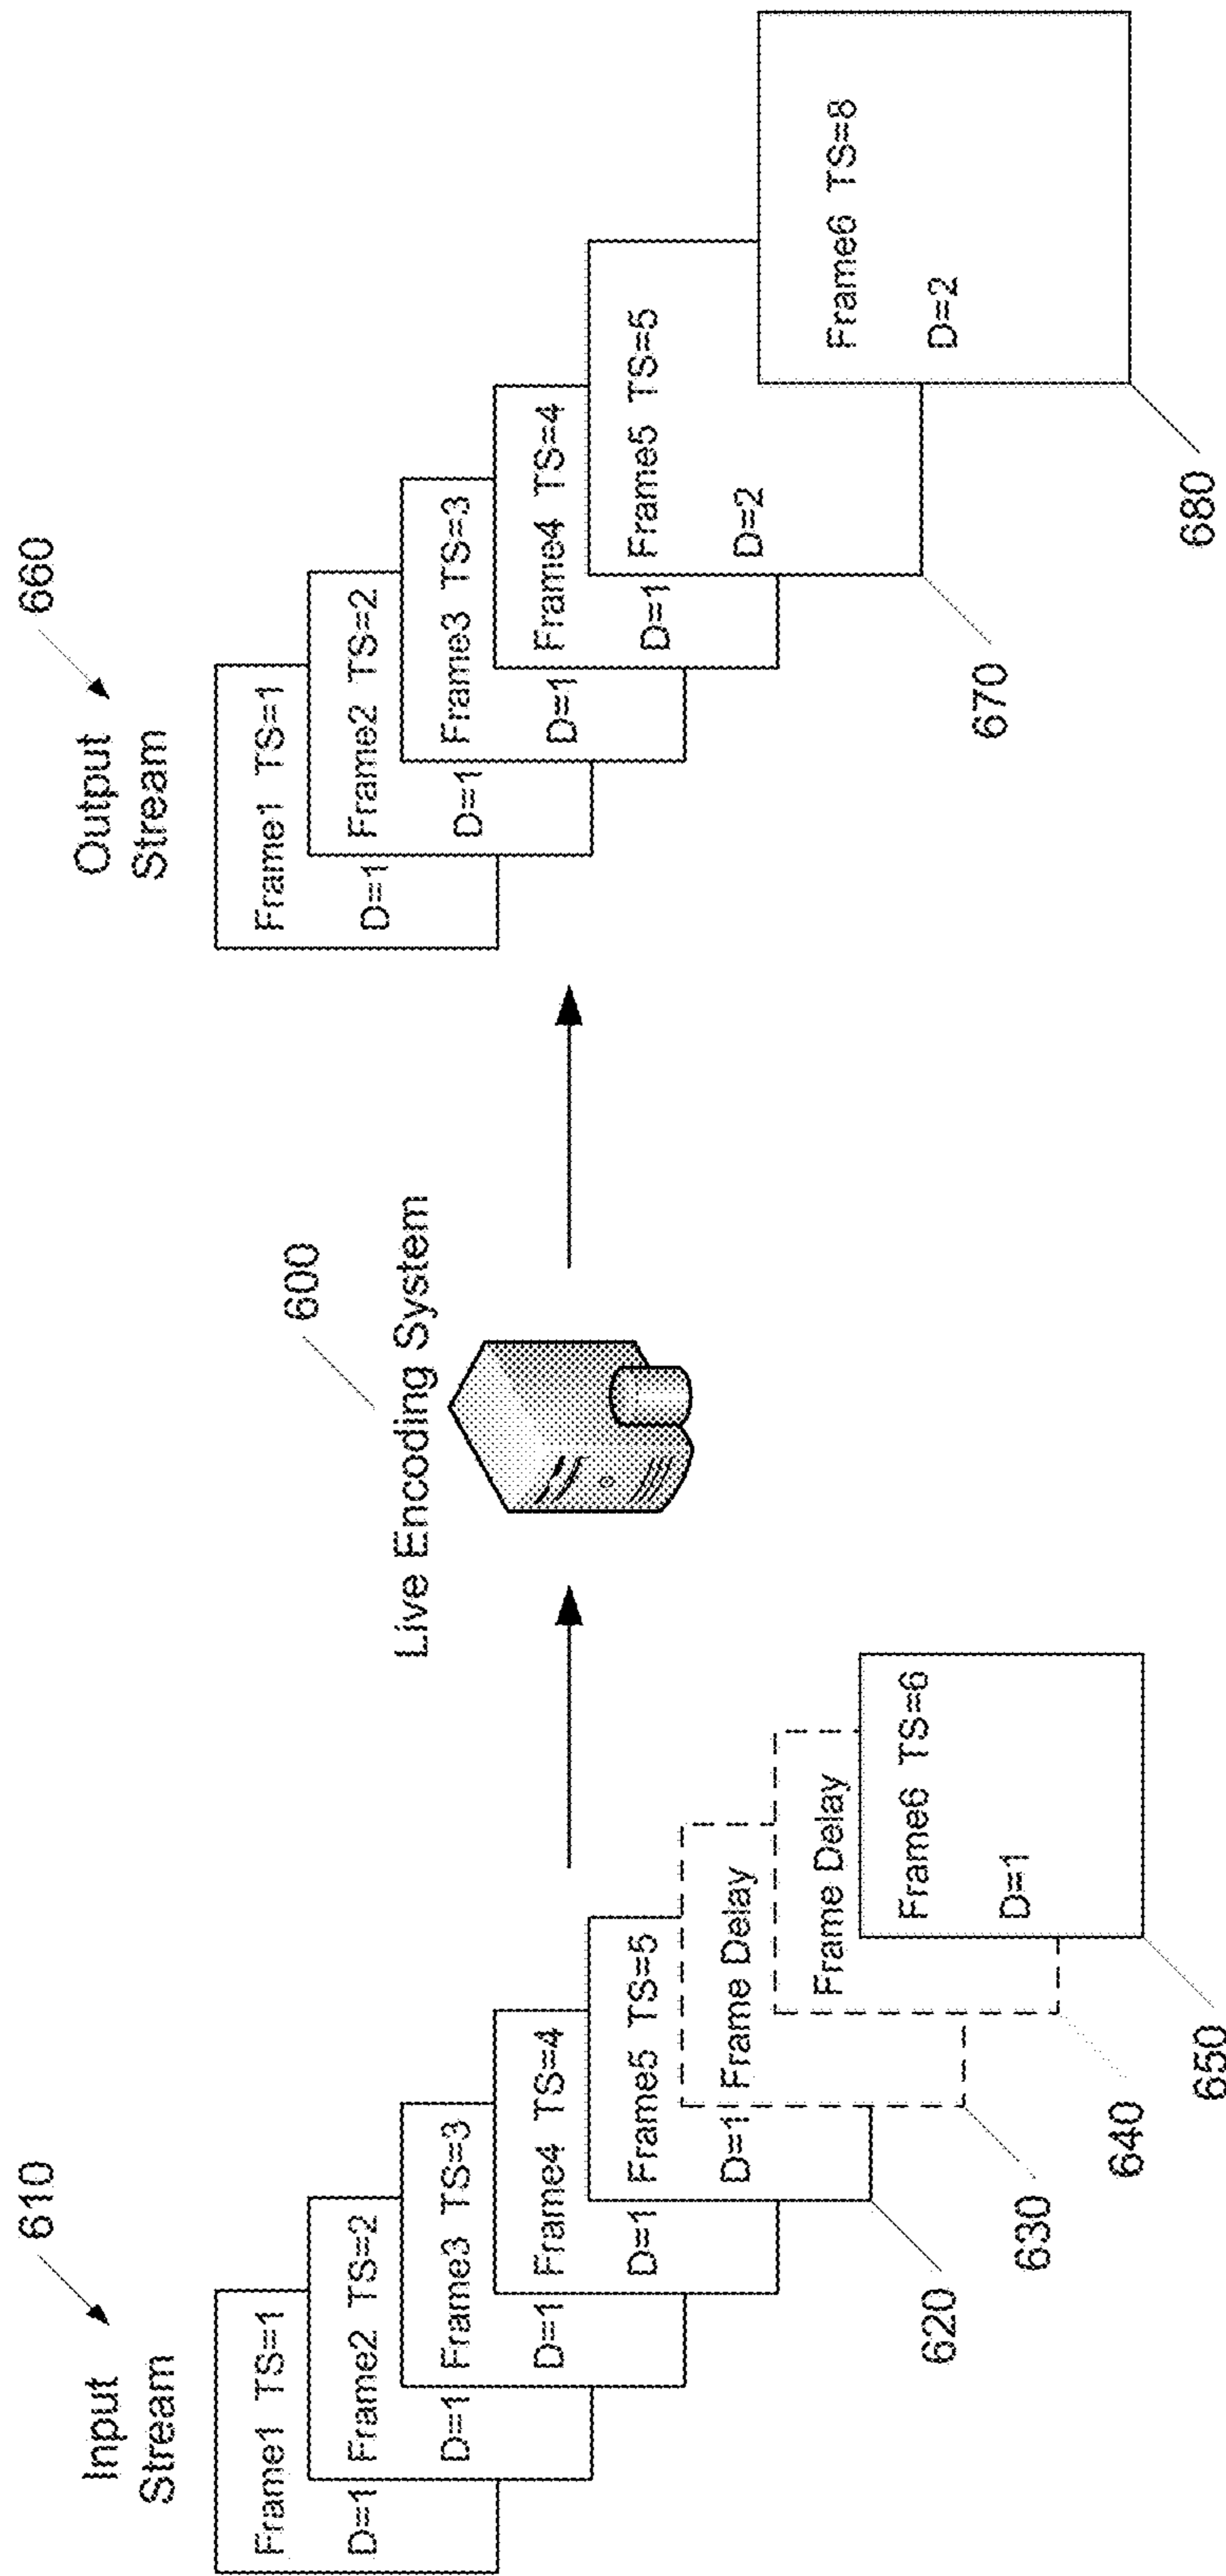 610
Input
Stream
Frame1 TS=1
D=1
Frame2 TS=2
D=1
Frame3 TS=3
D=1
Frame4 TS=4
D=1
Frame5 TS=5
D=1
Frame Delay
Frame Delay
Frame6 TS=6
D=1
620
630
640
650
600
Live Encoding System
660
Output
Stream
Frame1 TS=1
D=1
Frame2 TS=2
D=1
Frame3 TS=3
D=1
Frame4 TS=4
D=1
Frame5 TS=5
D=2
Frame6 TS=8
D=2
670
680